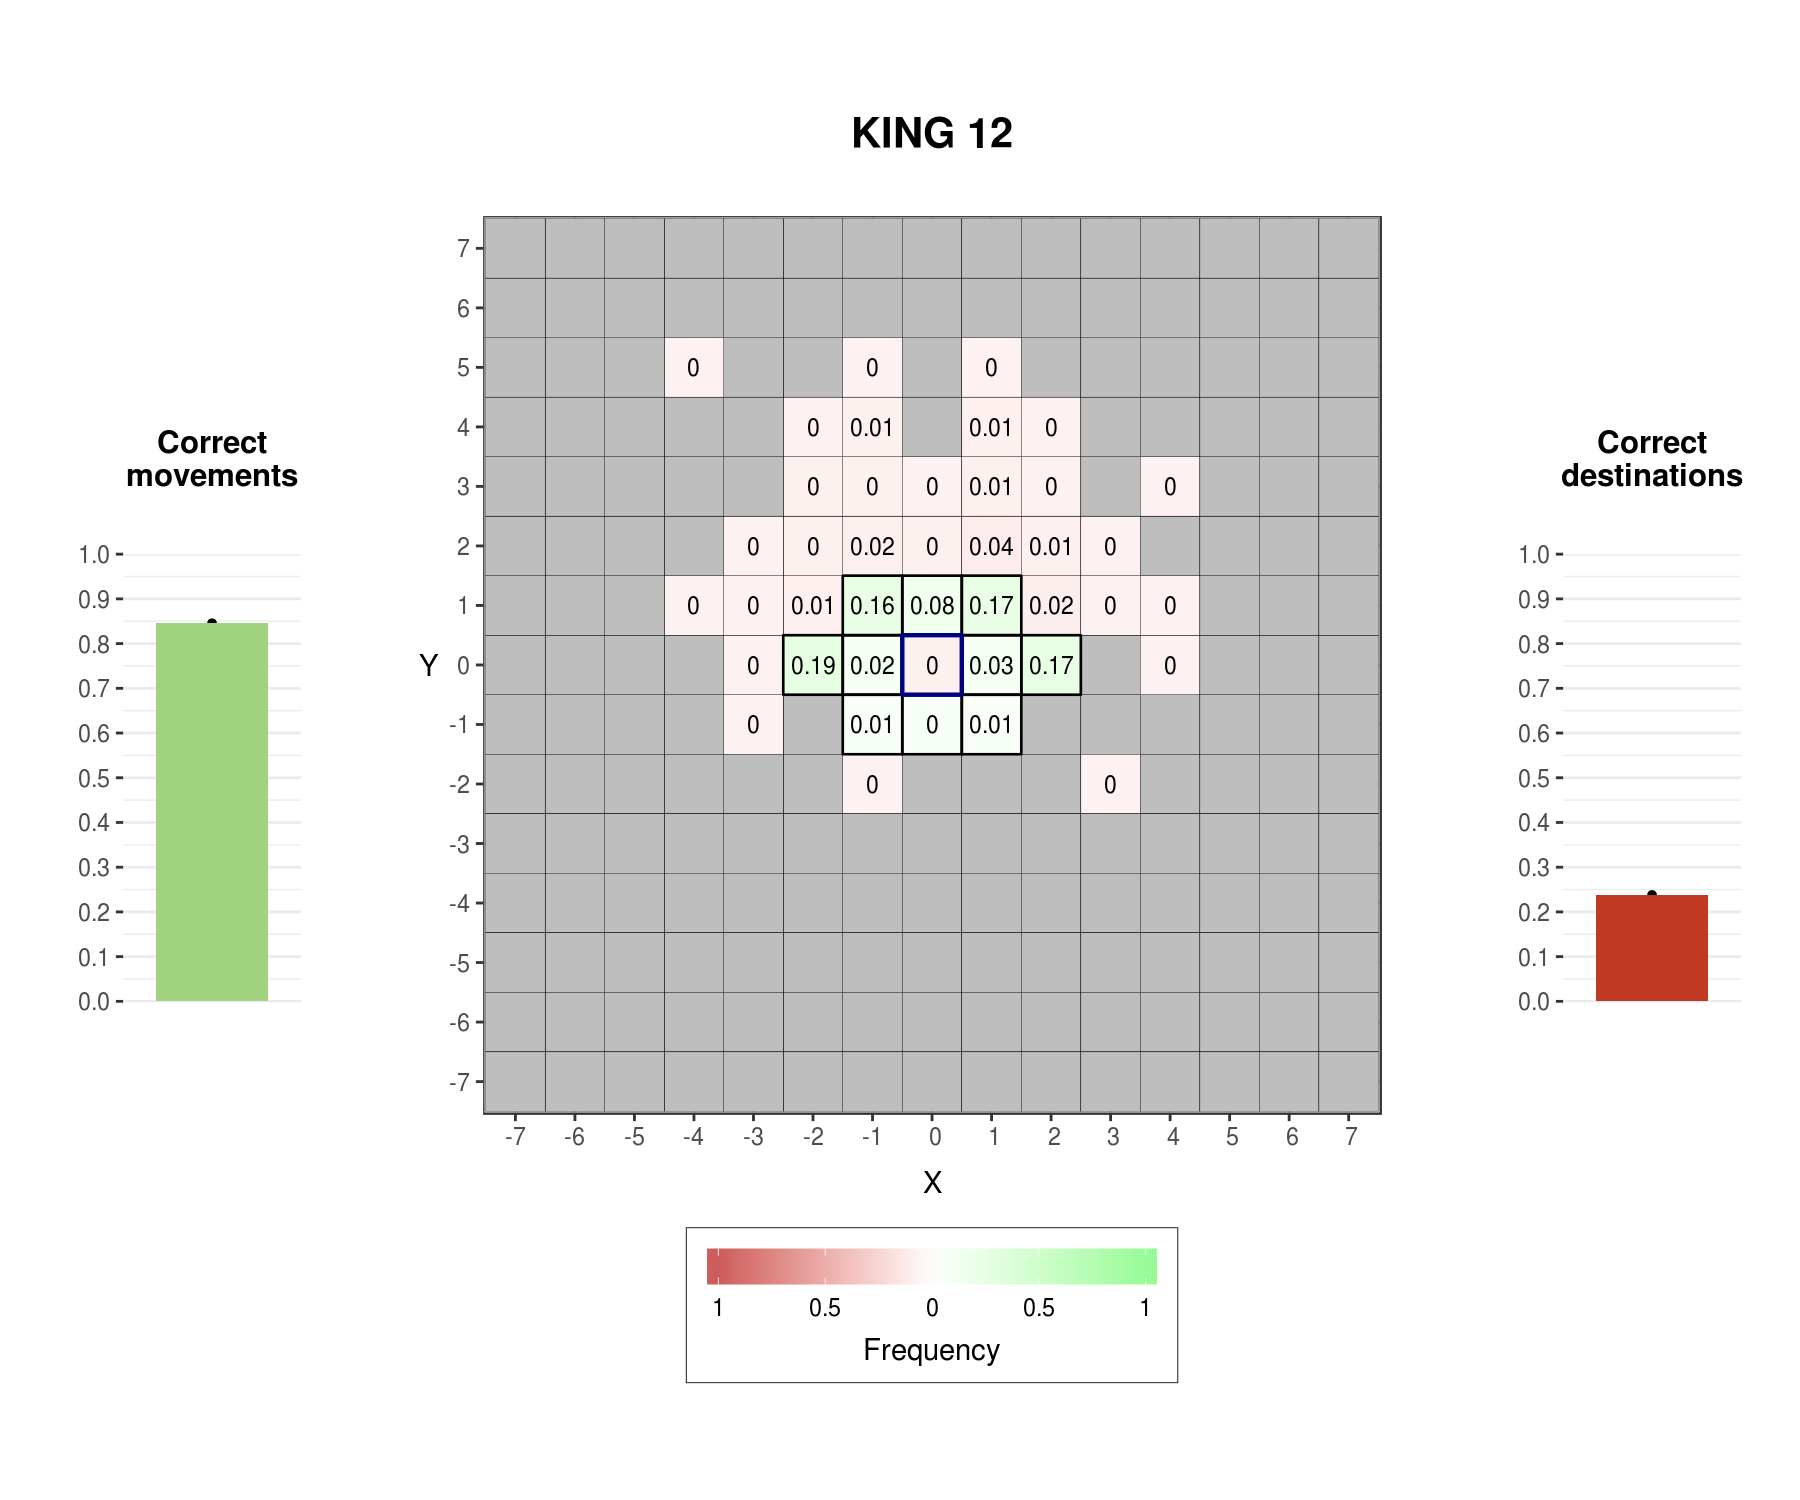 KING 12
Correct
movements
1.0
0.9
0.8
0.7
0.6
0.5
0.4
0.3
0.2
0.1
0.0
Y
7
6
5 0 0 0
4 0 0.01 0.01 0
3 0 0 0 0.01 0 0
2 0 0 0.02 0 0.04 0.01 0
1 0 0 0.01 0.16 0.08 0.17 0.02 0 0
0 0 0.19 0.02 0 0.03 0.17 0
-1 0 0.01 0 0.01
-2 0 0
-3
-4
-5
-6
-7
-7 -6 -5 -4 -3 -2 -1 0 1 2 3 4 5 6 7
X
1 0.5 0 0.5 1
Frequency
Correct
destinations
1.0
0.9
0.8
0.7
0.6
0.5
0.4
0.3
0.2
0.1
0.0